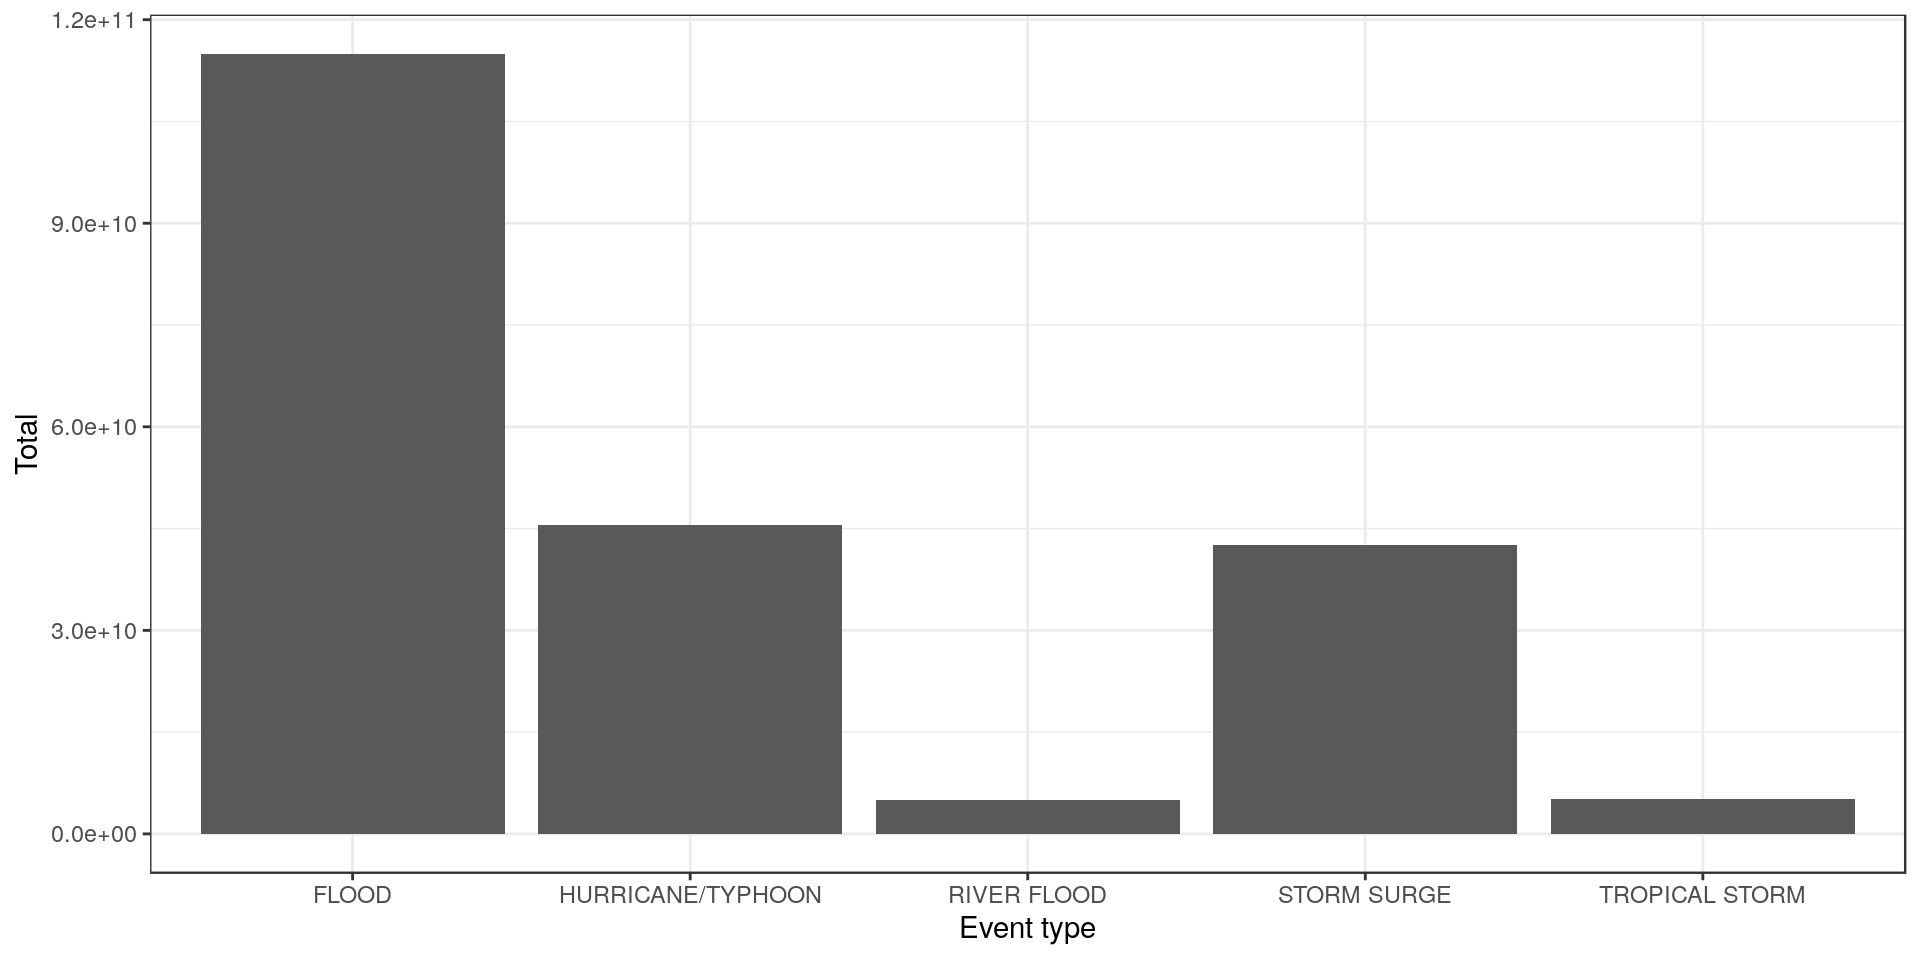 1.2e+11
9.0e+10
6.0e+10
3.0e+10
0.0e+00
Total
FLOOD
HURRICANE/TYPHOON
RIVER FLOOD
STORM SURGE
TROPICAL STORM
Event type